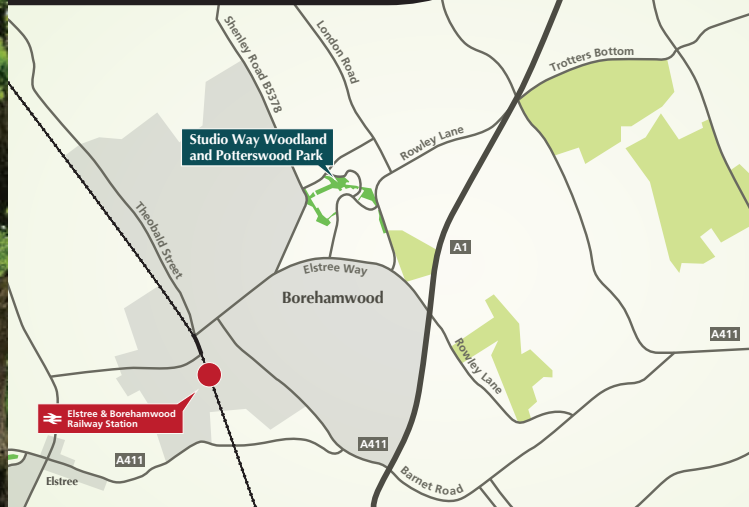 Shenley Road B5378
London Road
Trotters Bottom
Studio Way Woodland
and Potterswood Park
Rowley Lane
Theobald Street
A1
Elstree Way
Borehamwood
A411
Rowley Lane
Elstree & Borehamwood
Railway Station
A411
A411
Barnet Road
Elstree